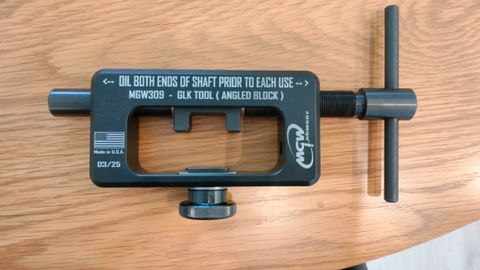 <-- OIL BOTH ENDS OF SHAFT PRIOR TO EACH USE -->
MGW309 - GLK TOOL ( ANGLED BLOCK )
Made in U.S.A.
03/25
MGW
ARMORY